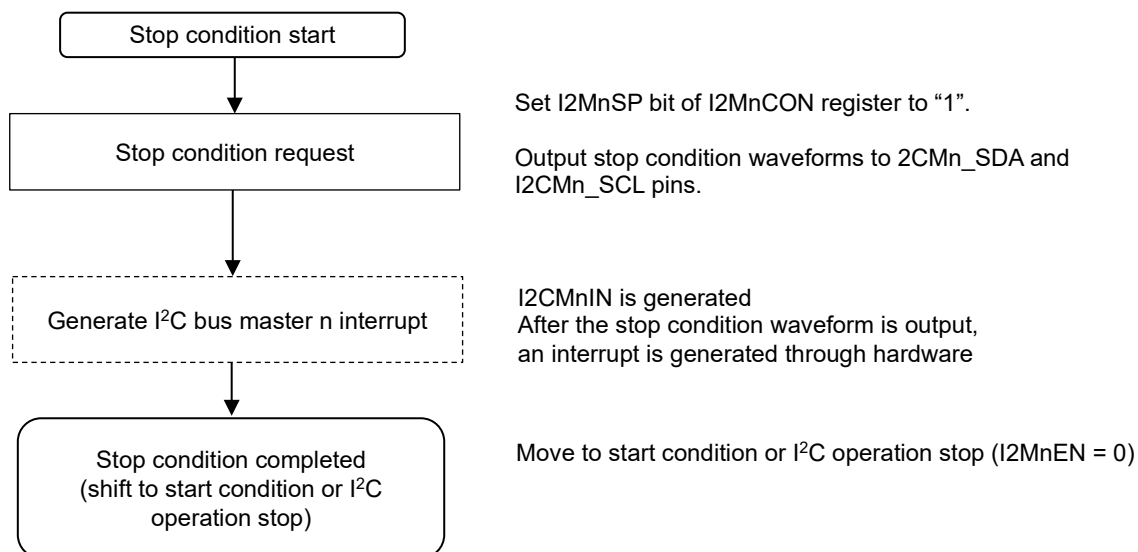 Stop condition start
Set I2MnSP bit of I2MnCON register to “1”.
Stop condition request
Output stop condition waveforms to 2CMn_SDA and
I2CMn_SCL pins.
Generate I²C bus master n interrupt
I2CMnIN is generated
After the stop condition waveform is output,
an interrupt is generated through hardware
Stop condition completed
(shift to start condition or I²C
operation stop)
Move to start condition or I²C operation stop (I2MnEN = 0)